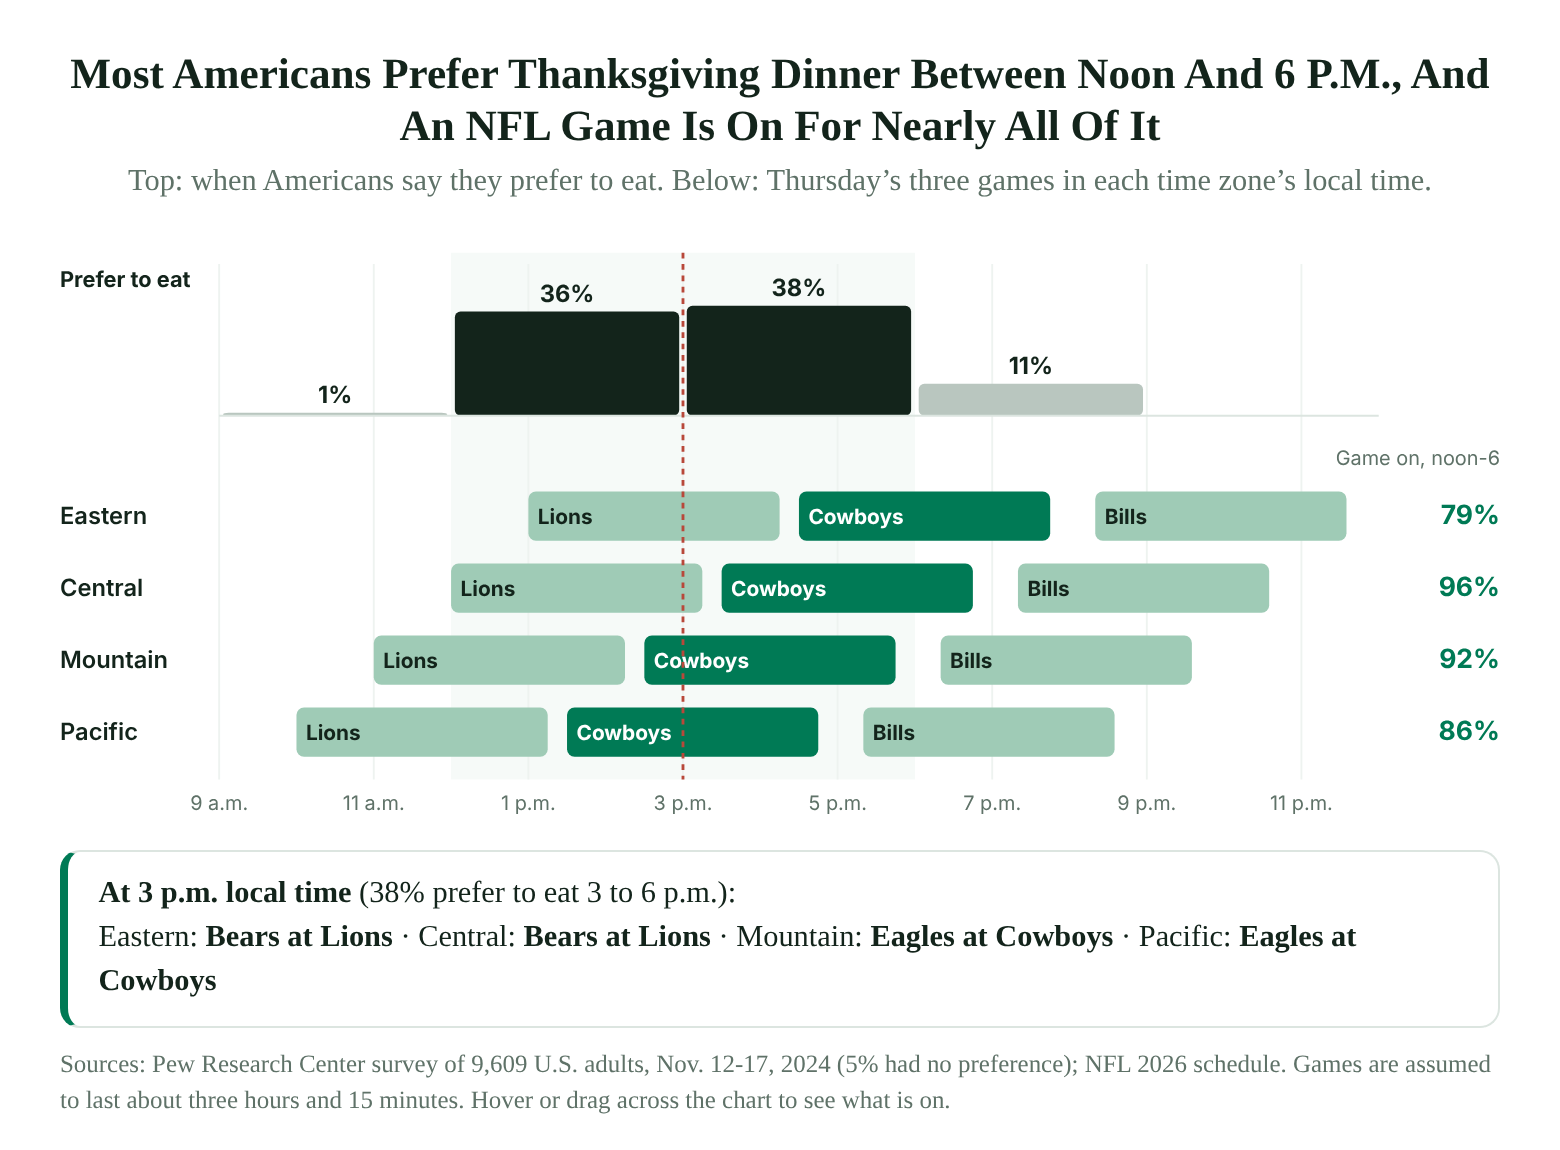 Most Americans Prefer Thanksgiving Dinner Between Noon And 6 P.M., And
An NFL Game Is On For Nearly All Of It
Top: when Americans say they prefer to eat. Below: Thursday’s three games in each time zone’s local time.
Prefer to eat
1%
36%
38%
11%
Game on, noon-6
Eastern
Lions
Cowboys
Bills
79%
Central
Lions
Cowboys
Bills
96%
Mountain
Lions
Cowboys
Bills
92%
Pacific
Lions
Cowboys
Bills
86%
9 a.m.
11 a.m.
1 p.m.
3 p.m.
5 p.m.
7 p.m.
9 p.m.
11 p.m.
At 3 p.m. local time (38% prefer to eat 3 to 6 p.m.):
Eastern: Bears at Lions · Central: Bears at Lions · Mountain: Eagles at Cowboys · Pacific: Eagles at
Cowboys
Sources: Pew Research Center survey of 9,609 U.S. adults, Nov. 12-17, 2024 (5% had no preference); NFL 2026 schedule. Games are assumed
to last about three hours and 15 minutes. Hover or drag across the chart to see what is on.